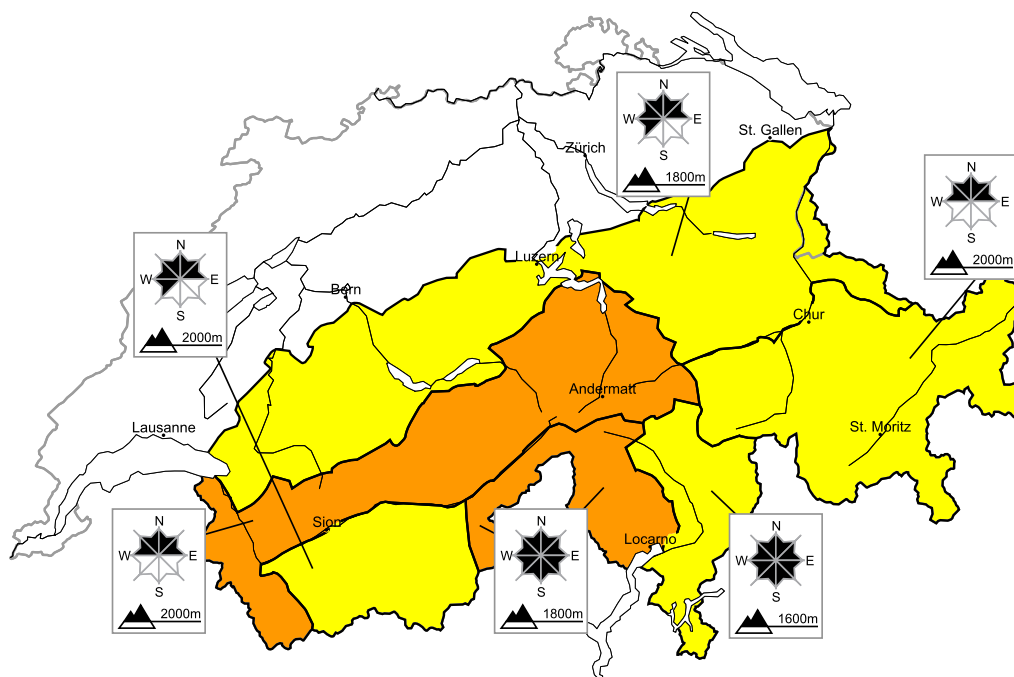 N
W E
S
1800m
St. Gallen
Zürich
N
W E
S
2000m
N
W E
S
2000m
Luzern
Bern
Chur
Andermatt
Lausanne
St. Moritz
Sion
Locarno
N
W E
S
2000m
N
W E
S
1800m
N
W E
S
1600m